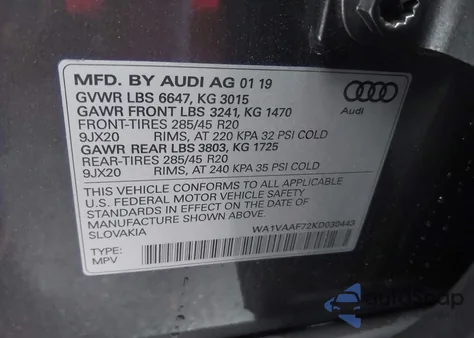 MFD. BY AUDI AG 01 19
GVWR LBS 6647, KG 3015
GAWR FRONT LBS 3241, KG 1470
FRONT-TIRES 285/45 R20
9JX20 RIMS, AT 220 KPA 32 PSI COLD
GAWR REAR LBS 3803, KG 1725
REAR-TIRES 285/45 R20
9JX20 RIMS, AT 240 KPA 35 PSI COLD
THIS VEHICLE CONFORMS TO ALL APPLICABLE
U.S. FEDERAL MOTOR VEHICLE SAFETY
STANDARDS IN EFFECT ON THE DATE OF
MANUFACTURE SHOWN ABOVE.
SLOVAKIA
WA1VAAF72KD030443
TYPE:
MPV
Audi
autobap